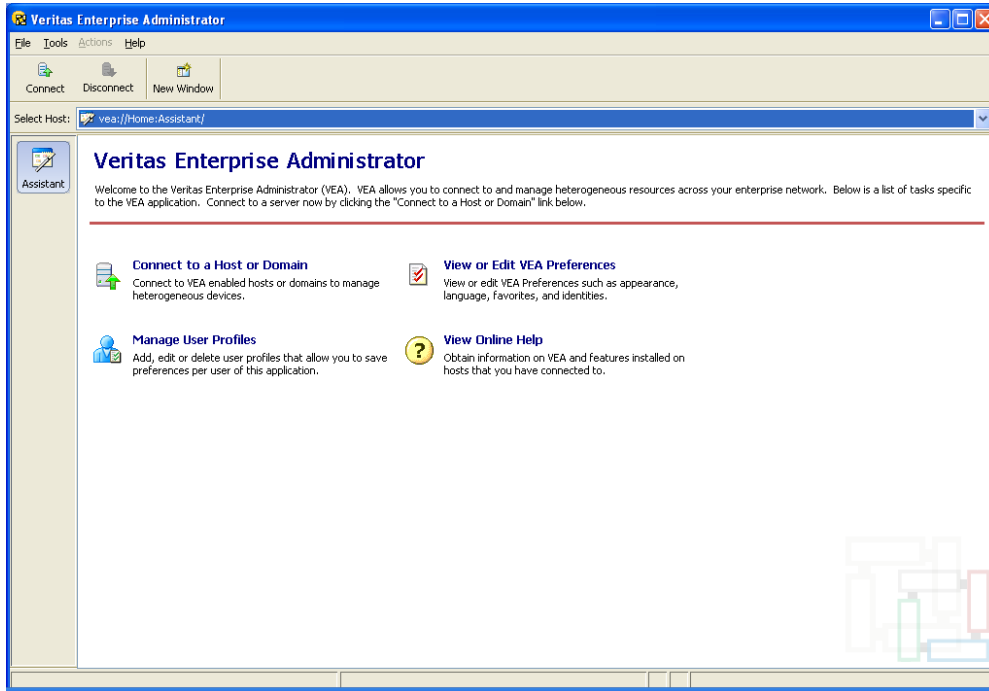 Veritas Enterprise Administrator
File Tools Actions Help
Connect Disconnect New Window
Select Host: vea://Home:Assistant/
Assistant
Veritas Enterprise Administrator
Welcome to the Veritas Enterprise Administrator (VEA). VEA allows you to connect to and manage heterogeneous resources across your enterprise network. Below is a list of tasks specific
to the VEA application. Connect to a server now by clicking the "Connect to a Host or Domain" link below.
Connect to a Host or Domain
Connect to VEA enabled hosts or domains to manage
heterogeneous devices.
View or Edit VEA Preferences
View or edit VEA Preferences such as appearance,
language, favorites, and identities.
Manage User Profiles
Add, edit or delete user profiles that allow you to save
preferences per user of this application.
View Online Help
Obtain information on VEA and features installed on
hosts that you have connected to.